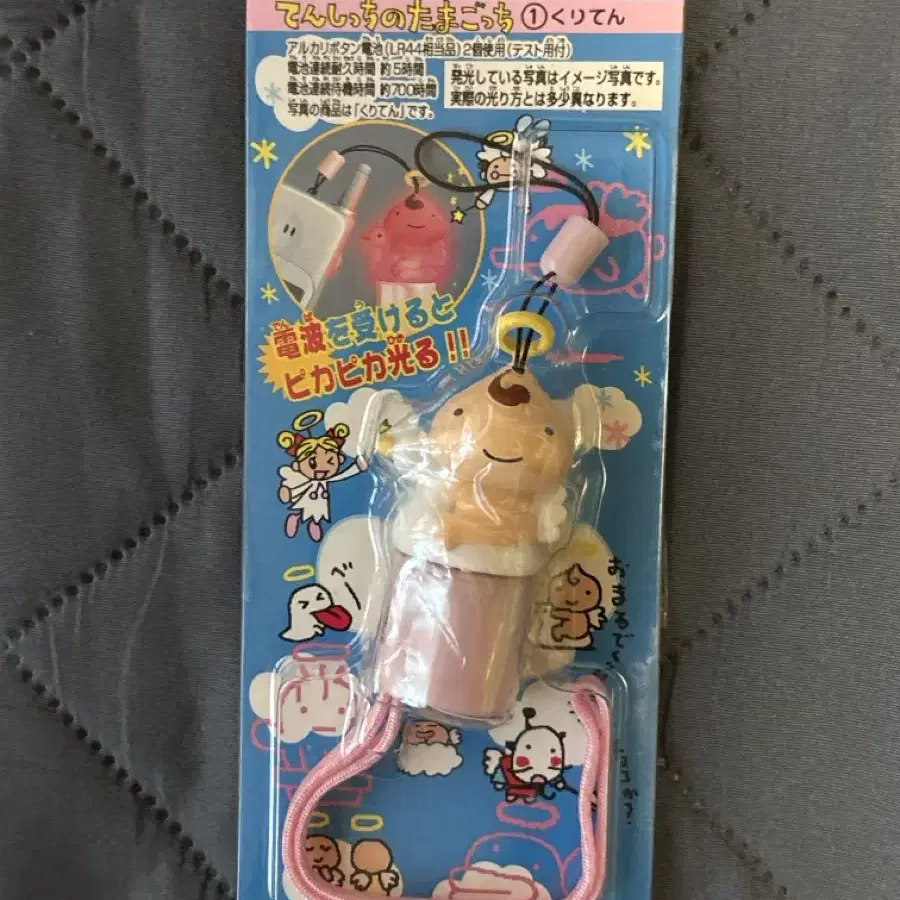 てんしっちのたまごっち ①くりてん
アルカリボタン電池(LR44相当品)2個使用(テスト用付)
電池連続耐久時間 約5時間
電池連続待機時間 約700時間
写真の商品は「くりてん」です。
発光している写真はイメージ写真です。
実際の光り方とは多少異なります。
電波を受けると
ピカピカ光る!!
べー